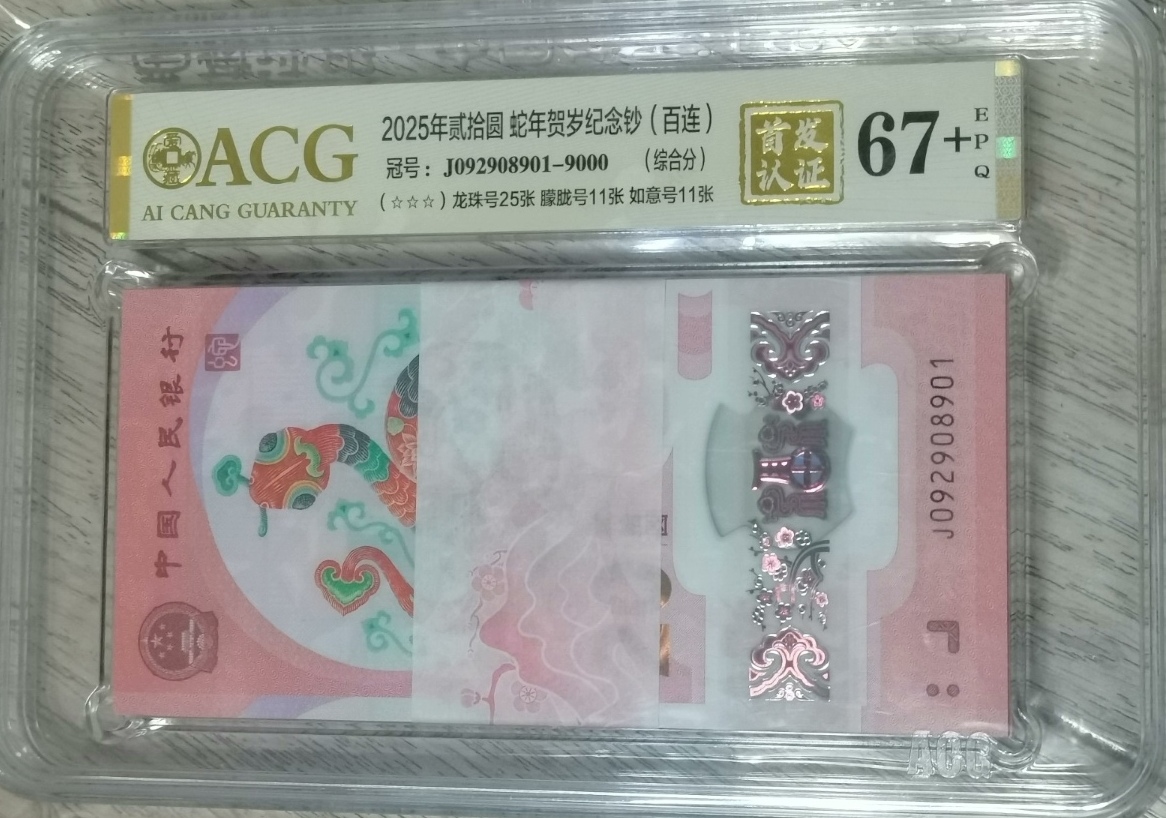 ACG
AI CANG GUARANTY
2025年贰拾圆 蛇年贺岁纪念钞（百连）
冠号：J092908901-9000 （综合分）
（☆☆☆）龙珠号25张 朦胧号11张 如意号11张
首发
认证
67+
EPQ
中国人民银行
J092908901
ACG